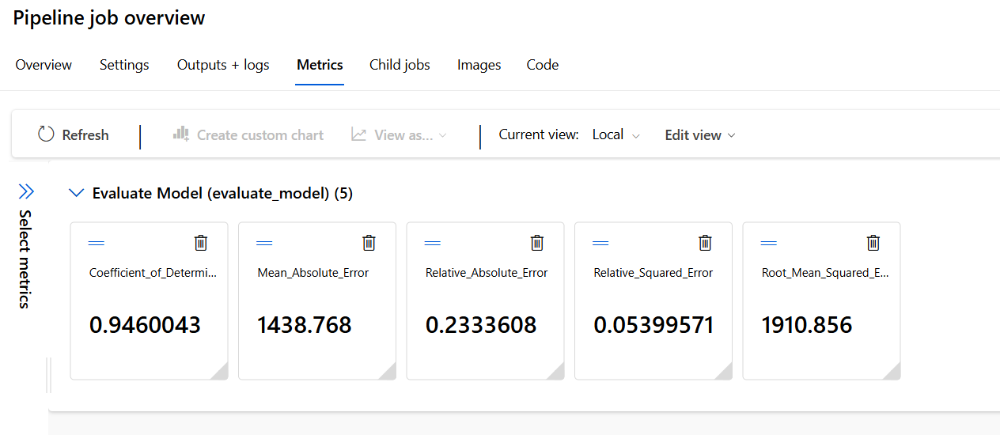 Pipeline job overview
Overview Settings Outputs + logs Metrics Child jobs Images Code
Refresh Create custom chart View as... Current view: Local Edit view
Select metrics
Evaluate Model (evaluate_model) (5)
Coefficient_of_Determi... Mean_Absolute_Error Relative_Absolute_Error Relative_Squared_Error Root_Mean_Squared_E...
0.9460043 1438.768 0.2333608 0.05399571 1910.856